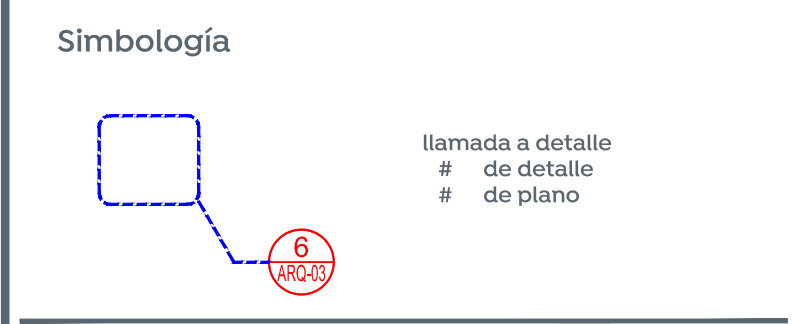 Simbología
llamada a detalle
# de detalle
# de plano
6
ARQ-03